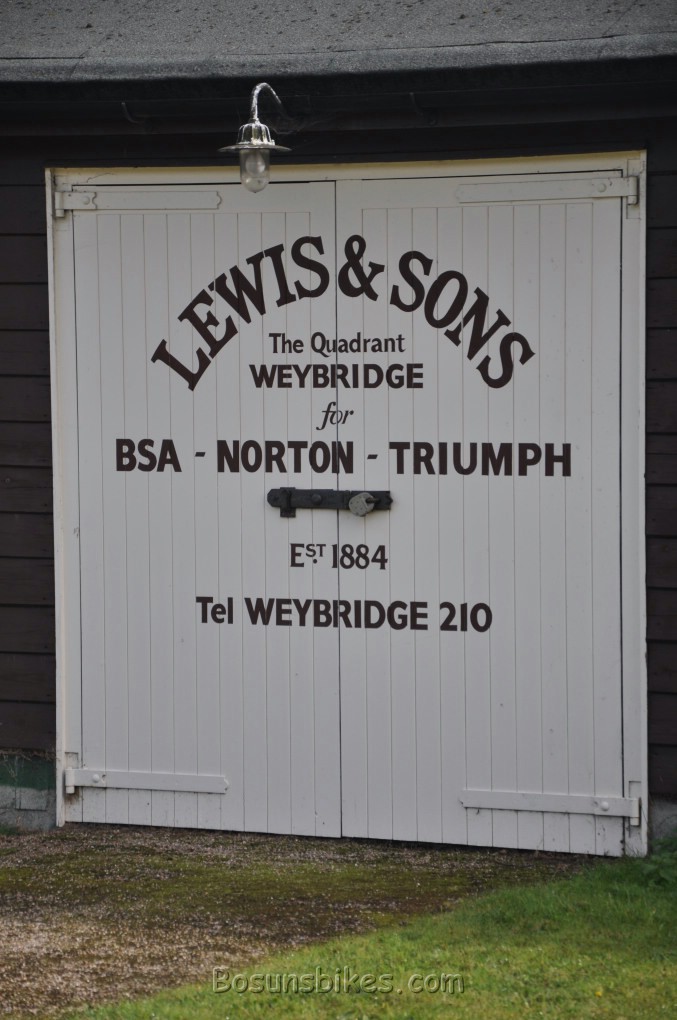 LEWIS & SONS
The Quadrant
WEYBRIDGE
for
BSA - NORTON - TRIUMPH
EST 1884
Tel WEYBRIDGE 210
Bosunsbikes.com